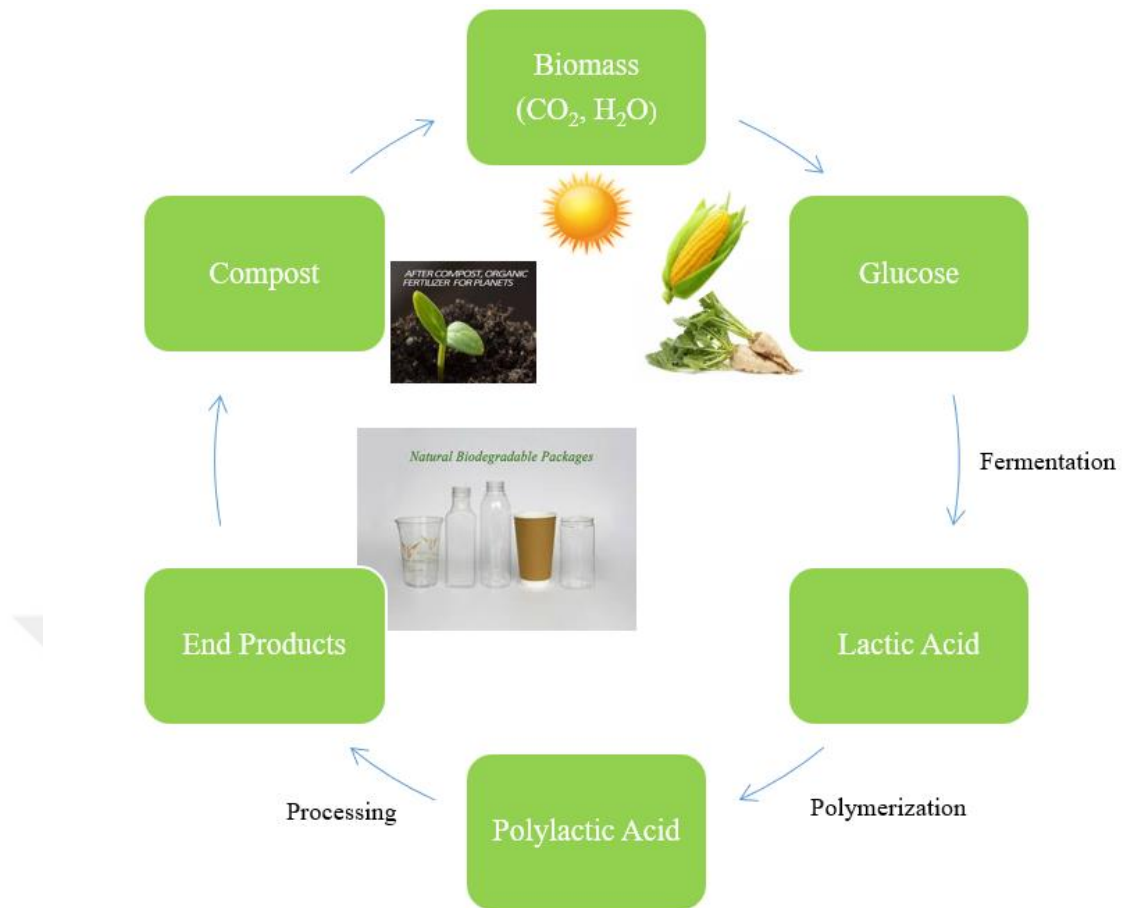 Biomass
(CO₂, H₂O)
Compost
Glucose
AFTER COMPOST, ORGANIC
FERTILIZER FOR PLANETS
Fermentation
Natural Biodegradable Packages
End Products
Lactic Acid
Processing
Polymerization
Polylactic Acid